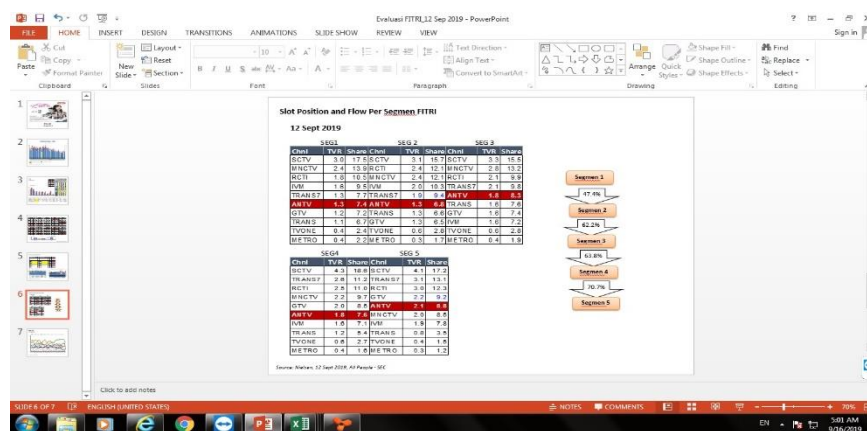 Evaluasi FITRI,12 Sep 2019 - PowerPoint
Sign in
FILE HOME INSERT DESIGN TRANSITIONS ANIMATIONS SLIDE SHOW REVIEW VIEW
Paste
Cut
Copy
Format Painter
Clipboard
New Slide
Layout
Reset
Section
Slides
Font
Text Direction
Align Text
Convert to SmartArt
Paragraph
Arrange
Quick Styles
Shape Fill
Shape Outline
Shape Effects
Drawing
Find
Replace
Select
Editing
1
2
3
4
5
6
7
Slot Position and Flow Per Segmen FITRI
12 Sept 2019
SEG1 SEG 2 SEG 3
Chnl TVR Share Chnl TVR Share Chnl TVR Share
SCTV 3.0 17.5 SCTV 3.1 15.7 SCTV 3.3 15.5
MNCTV 2.4 13.9 RCTI 2.4 12.1 MNCTV 2.8 13.2
RCTI 1.8 10.5 MNCTV 2.4 12.1 RCTI 2.1 9.9
IVM 1.6 9.5 IVM 2.0 10.3 TRANS7 2.1 9.8
TRANS7 1.3 7.7 TRANS7 1.9 9.4 ANTV 1.8 8.3
ANTV 1.3 7.4 ANTV 1.3 6.8 TRANS 1.6 7.6
GTV 1.2 7.2 TRANS 1.3 6.6 GTV 1.6 7.4
TRANS 1.1 6.7 GTV 1.3 6.5 IVM 1.6 7.2
TVONE 0.4 2.4 TVONE 0.6 2.8 TVONE 0.6 2.8
METRO 0.4 2.2 METRO 0.3 1.7 METRO 0.4 1.9
SEG4 SEG 5
Chnl TVR Share Chnl TVR Share
SCTV 4.3 18.6 SCTV 4.1 17.2
TRANS7 2.6 11.2 TRANS7 3.1 13.1
RCTI 2.5 11.0 RCTI 3.0 12.3
MNCTV 2.2 9.7 GTV 2.2 9.2
GTV 2.0 8.5 ANTV 2.1 8.8
ANTV 1.8 7.6 MNCTV 2.0 8.5
IVM 1.6 7.1 IVM 1.9 7.8
TRANS 1.2 5.4 TRANS 0.8 3.5
TVONE 0.6 2.7 TVONE 0.4 1.5
METRO 0.4 1.6 METRO 0.3 1.2
Segmen 1
47.4%
Segmen 2
62.2%
Segmen 3
63.8%
Segmen 4
70.7%
Segmen 5
Source: Nielsen, 12 Sept 2019, All People - SEC
Click to add notes
SLIDE 6 OF 7 ENGLISH (UNITED STATES)
NOTES COMMENTS 70%
EN 5:01 AM
9/16/2019